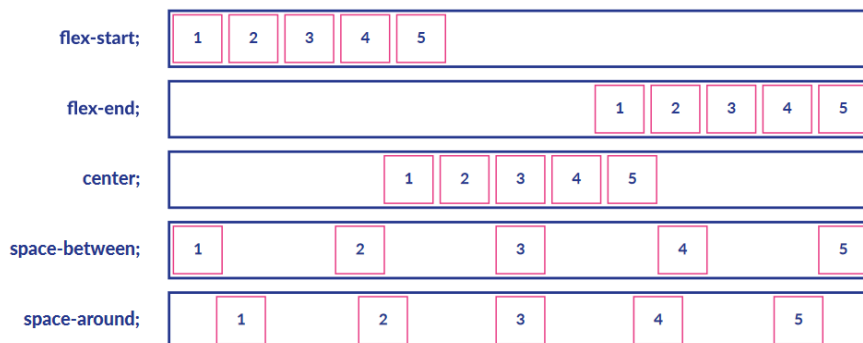 flex-start; 1 2 3 4 5
flex-end; 1 2 3 4 5
center; 1 2 3 4 5
space-between; 1 2 3 4 5
space-around; 1 2 3 4 5